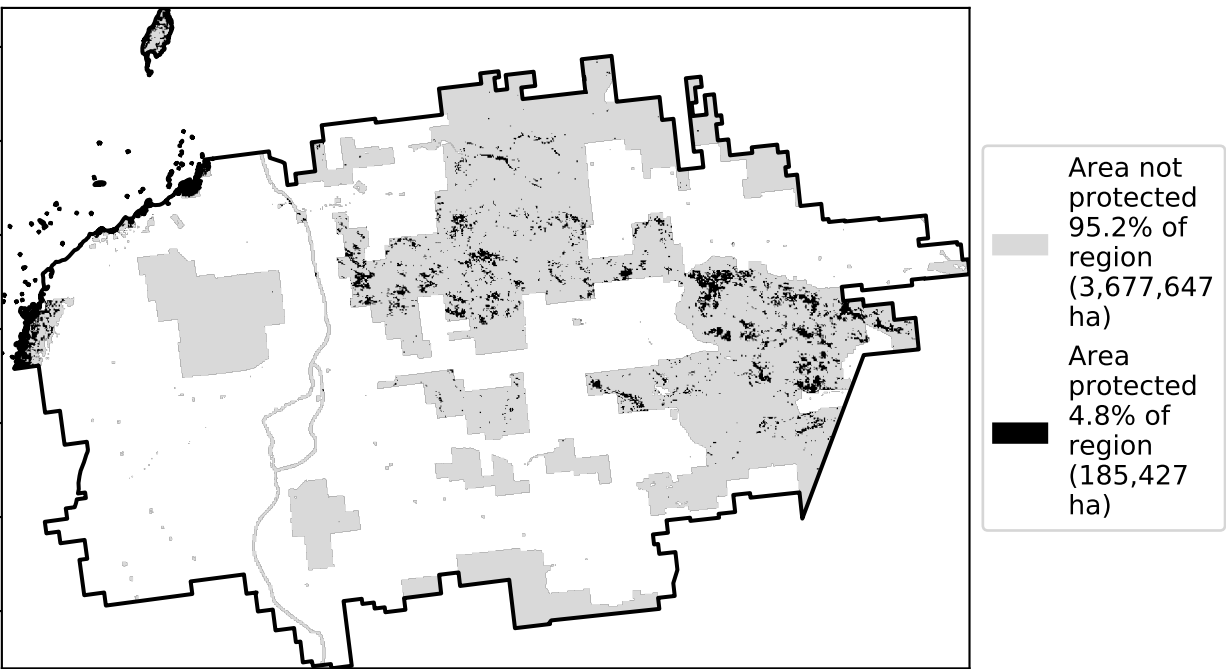 Area not
protected
95.2% of
region
(3,677,647
ha)
Area
protected
4.8% of
region
(185,427
ha)